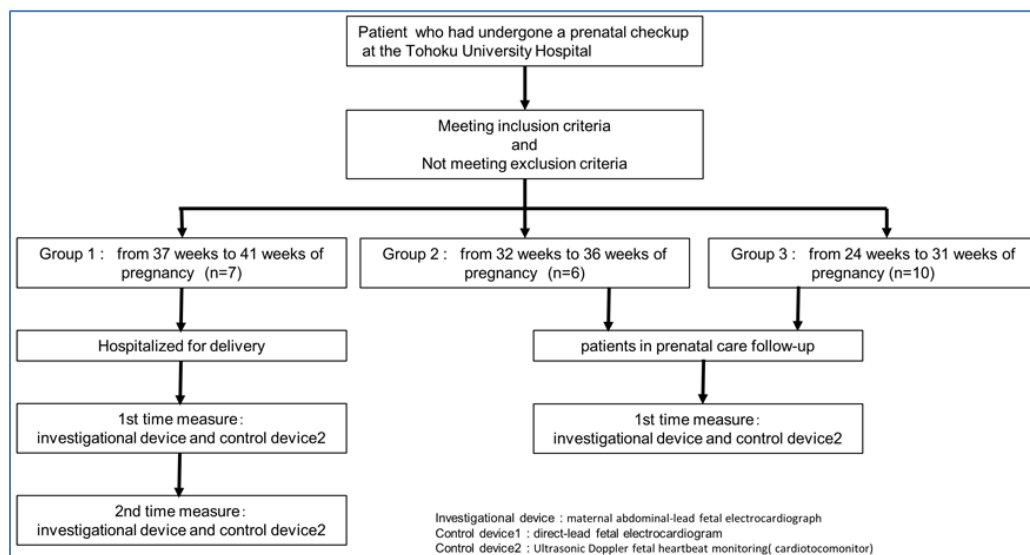 Patient who had undergone a prenatal checkup
at the Tohoku University Hospital
Meeting inclusion criteria
and
Not meeting exclusion criteria
Group 1 : from 37 weeks to 41 weeks of
pregnancy (n=7)
Group 2 : from 32 weeks to 36 weeks of
pregnancy (n=6)
Group 3 : from 24 weeks to 31 weeks of
pregnancy (n=10)
Hospitalized for delivery
patients in prenatal care follow-up
1st time measure:
investigational device and control device2
1st time measure:
investigational device and control device2
2nd time measure:
investigational device and control device2
Investigational device : maternal abdominal-lead fetal electrocardiograph
Control device1 : direct-lead fetal electrocardiogram
Control device2 : Ultrasonic Doppler fetal heartbeat monitoring( cardiotocomonitor)